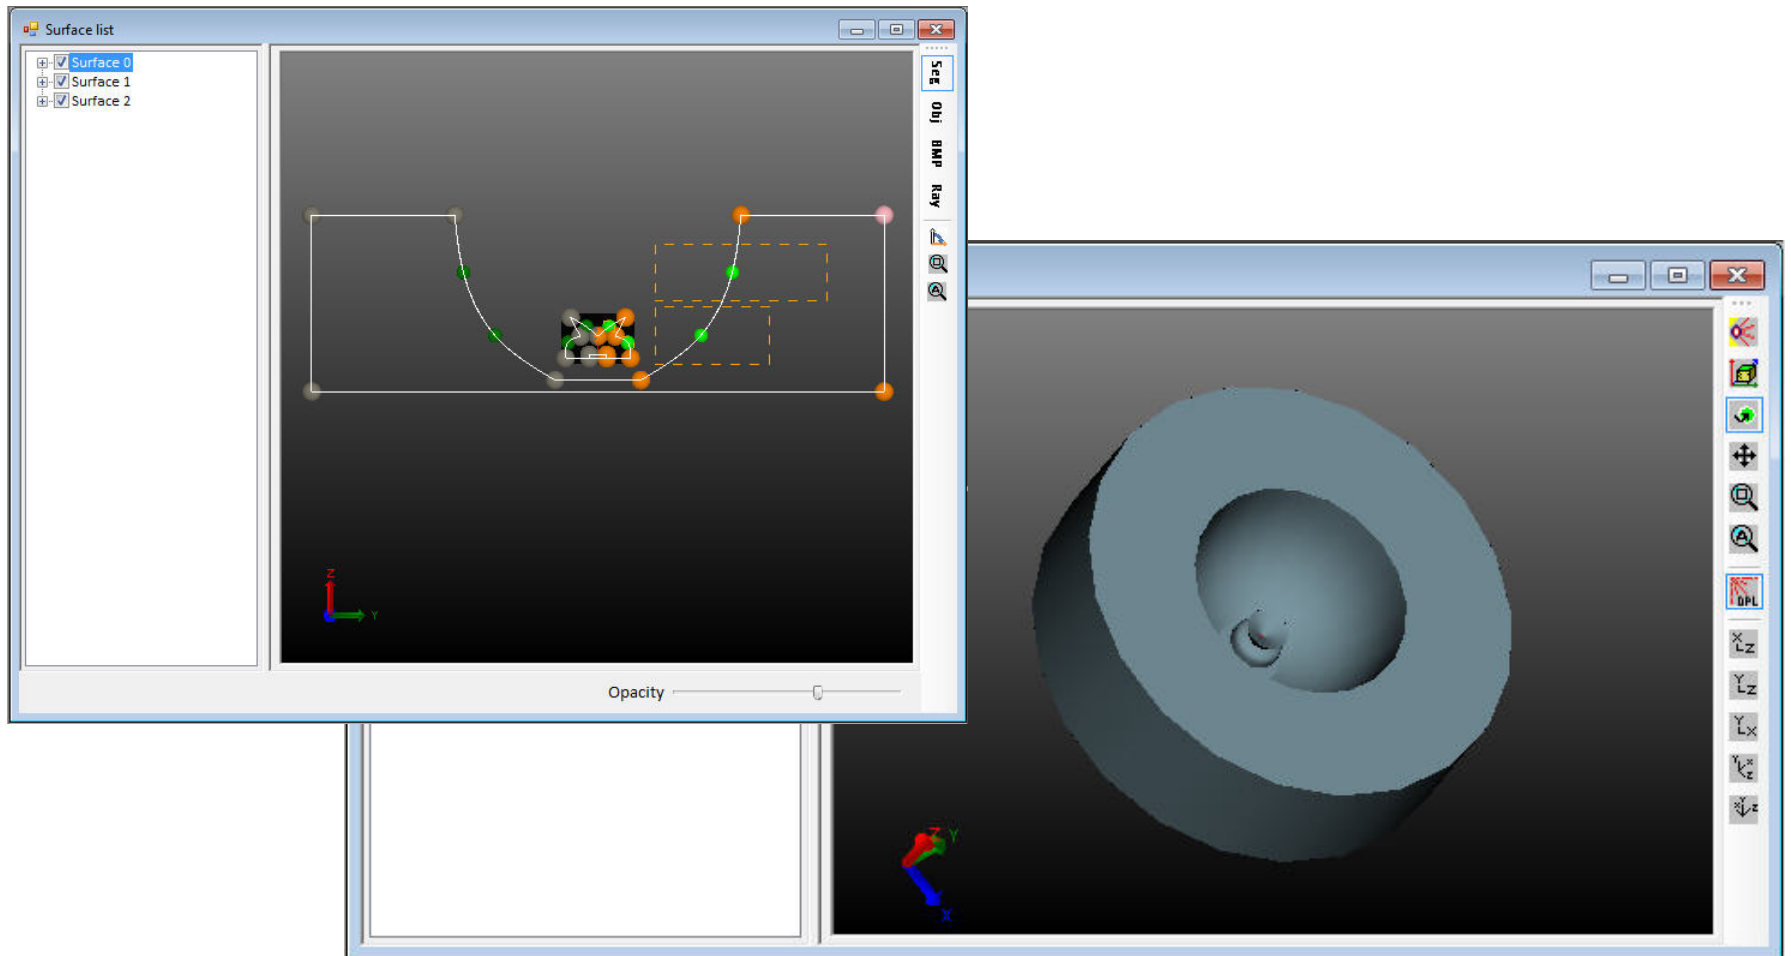 Surface list
Surface 0
Surface 1
Surface 2
Seg
Obj
BMP
Ray
A
Z
Y
Opacity
A
DPL
X
Z
Y
Z
Y
X
Y X
Z
Y
X Z
Z Y
X